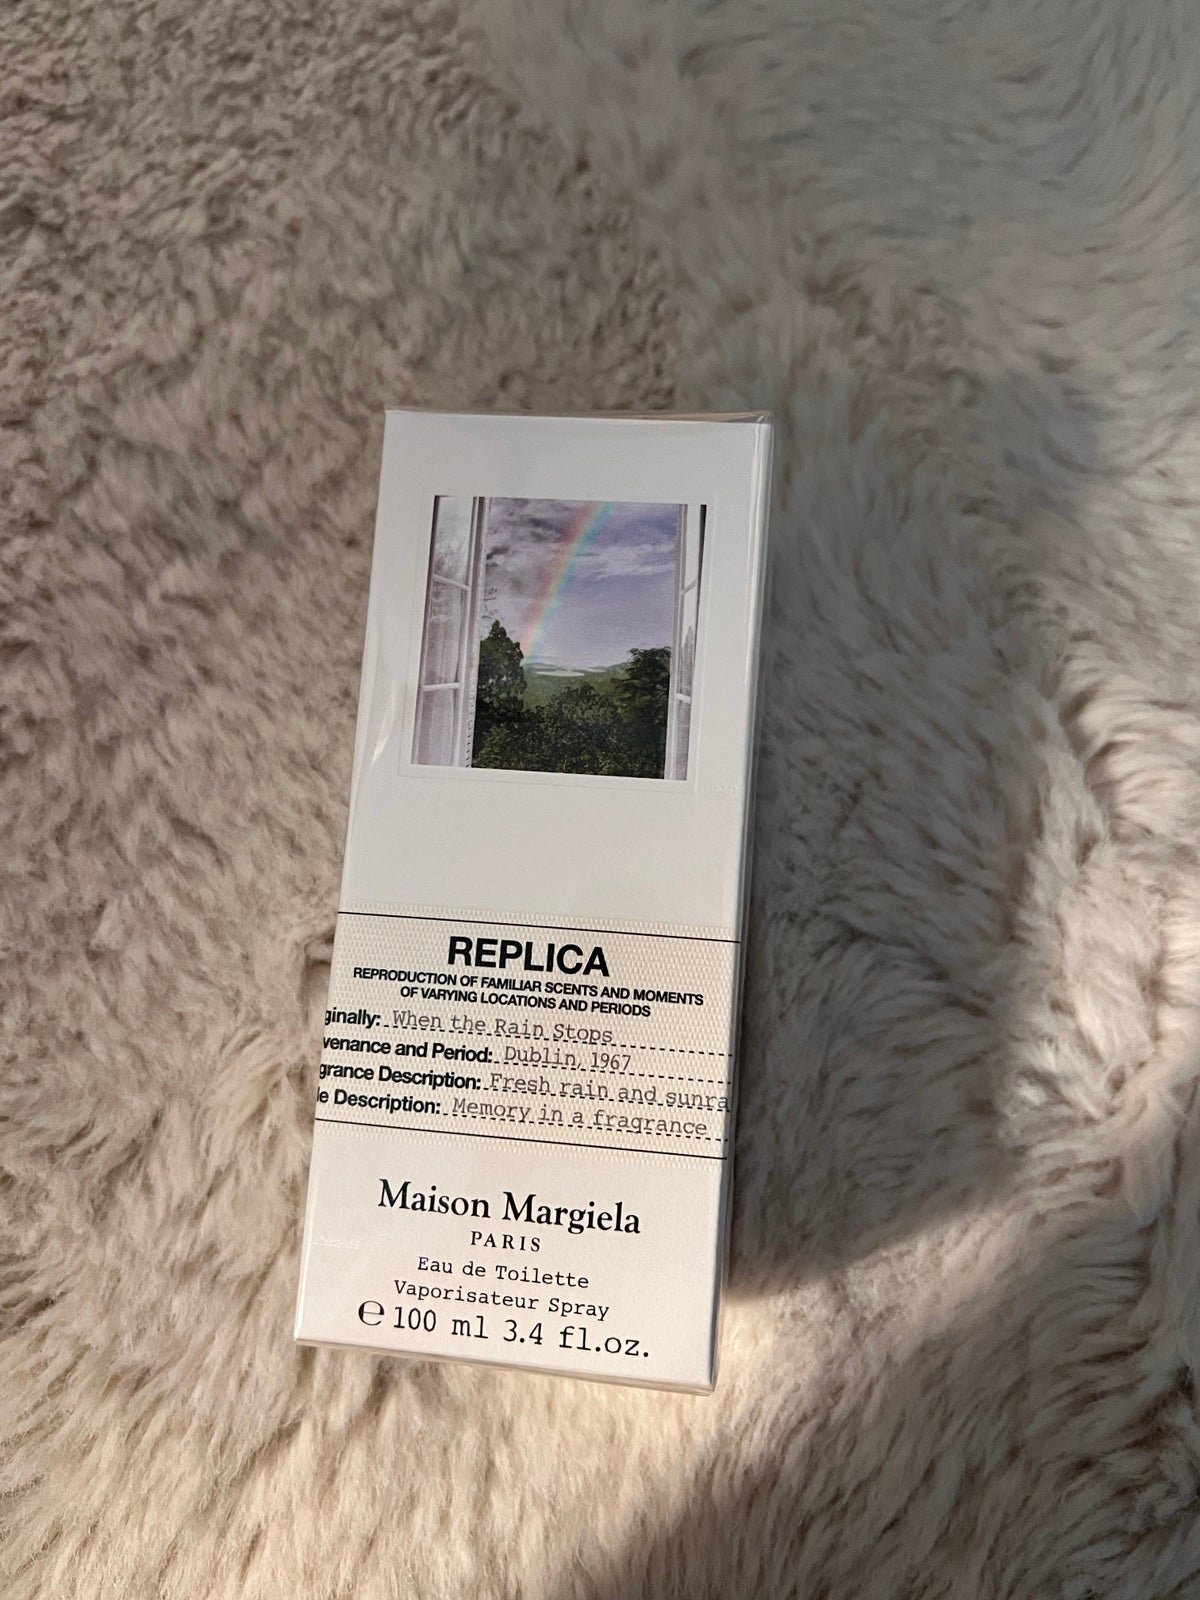 REPLICA
REPRODUCTION OF FAMILIAR SCENTS AND MOMENTS
OF VARYING LOCATIONS AND PERIODS
ginally: When the Rain Stops
venance and Period: Dublin, 1967
grance Description: Fresh rain and sunra
le Description: Memory in a fragrance
Maison Margiela
PARIS
Eau de Toilette
Vaporisateur Spray
℮ 100 ml 3.4 fl.oz.